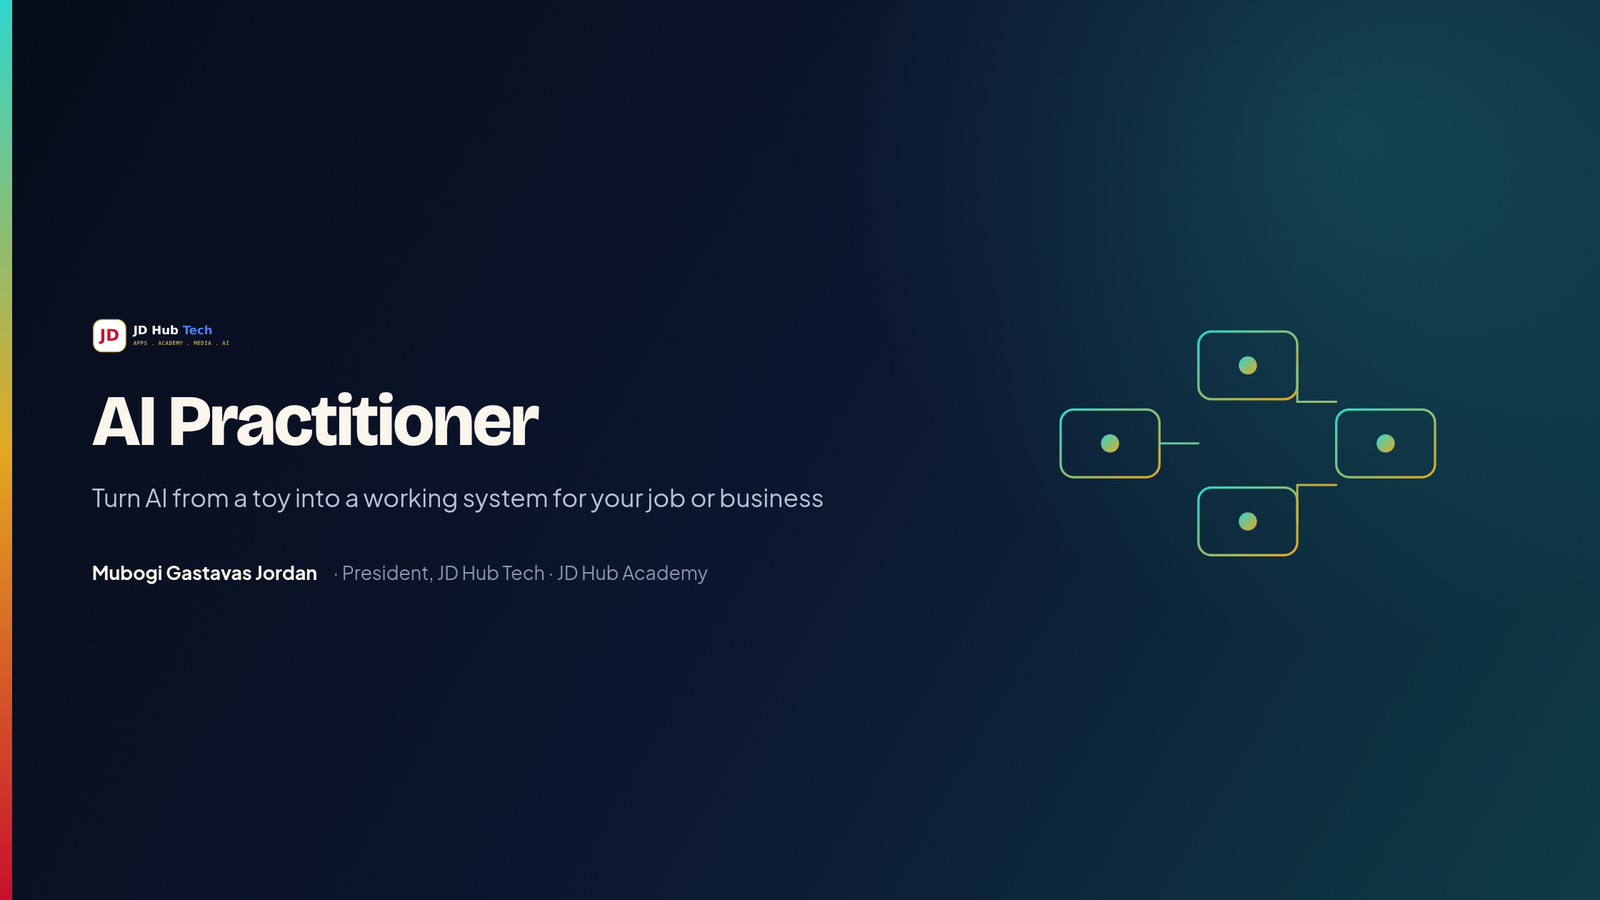 JD
JD Hub Tech
APPS . ACADEMY . MEDIA . AI
AI Practitioner
Turn AI from a toy into a working system for your job or business
Mubogi Gastavas Jordan · President, JD Hub Tech · JD Hub Academy